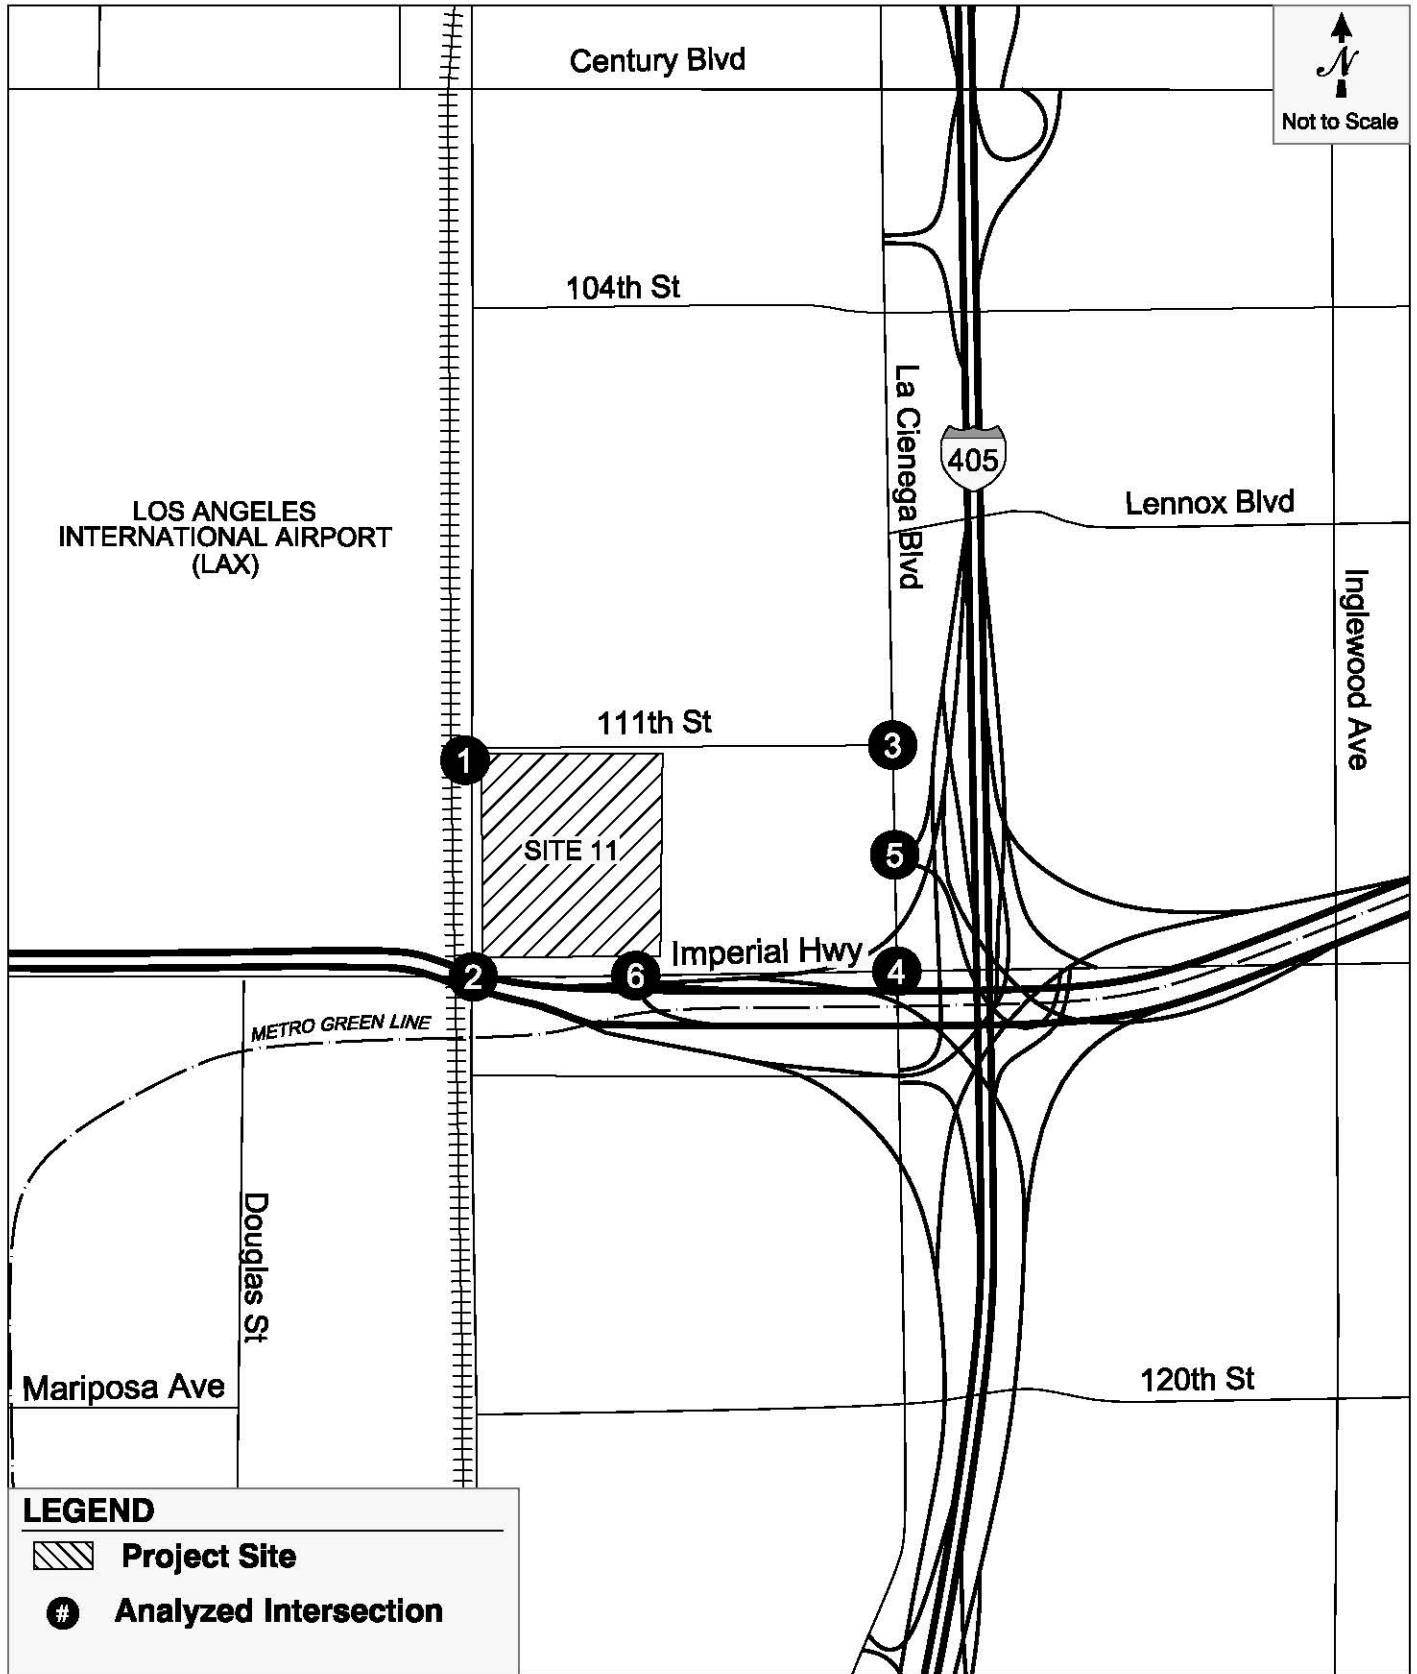 Century Blvd
N
Not to Scale
104th St
La Cienega Blvd
405
Lennox Blvd
LOS ANGELES
INTERNATIONAL AIRPORT
(LAX)
Inglewood Ave
111th St
1
3
SITE 11
5
Imperial Hwy
2
6
4
METRO GREEN LINE
Douglas St
Mariposa Ave
120th St
LEGEND
Project Site
# Analyzed Intersection